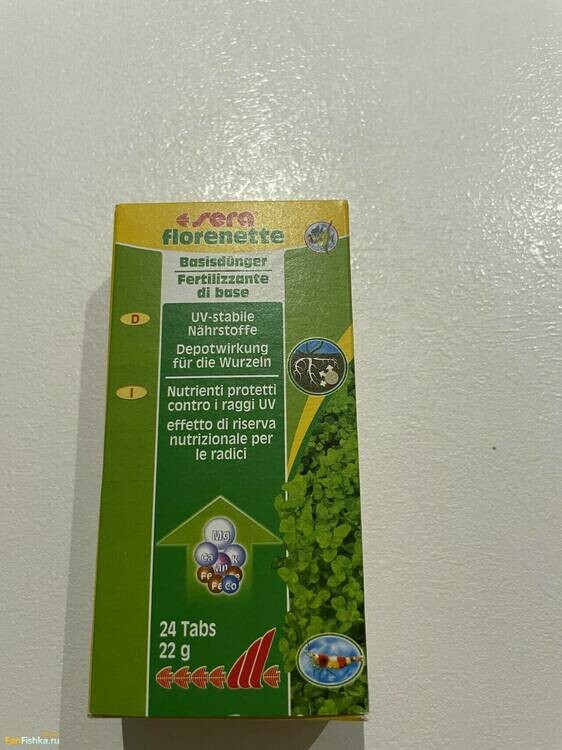 sera
florenette
Basisdünger
Fertilizzante
di base
D
UV-stabile
Nährstoffe
Depotwirkung
für die Wurzeln
I
Nutrienti protetti
contro i raggi UV
effetto di riserva
nutrizionale per
le radici
Mg
Ca
K
Mn
Fe
Fe
Co
24 Tabs
22 g
FanFishka.ru